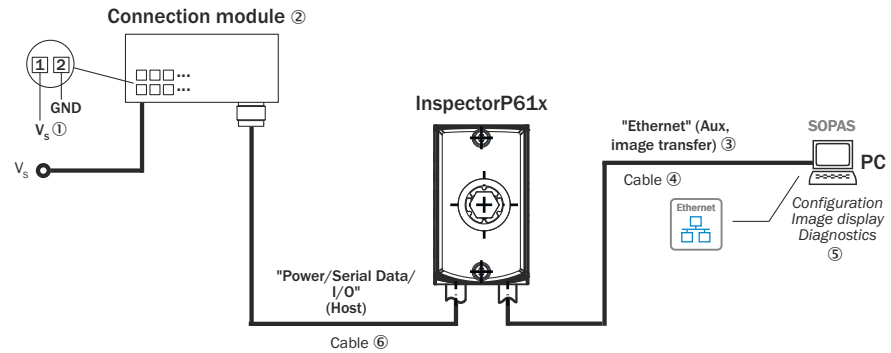 Connection module ②
1 2
...
...
GND
Vs ①
Vs
InspectorP61x
"Ethernet" (Aux,
image transfer) ③
Cable ④
SOPAS
PC
Ethernet
Configuration
Image display
Diagnostics
⑤
"Power/Serial Data/
I/O"
(Host)
Cable ⑥